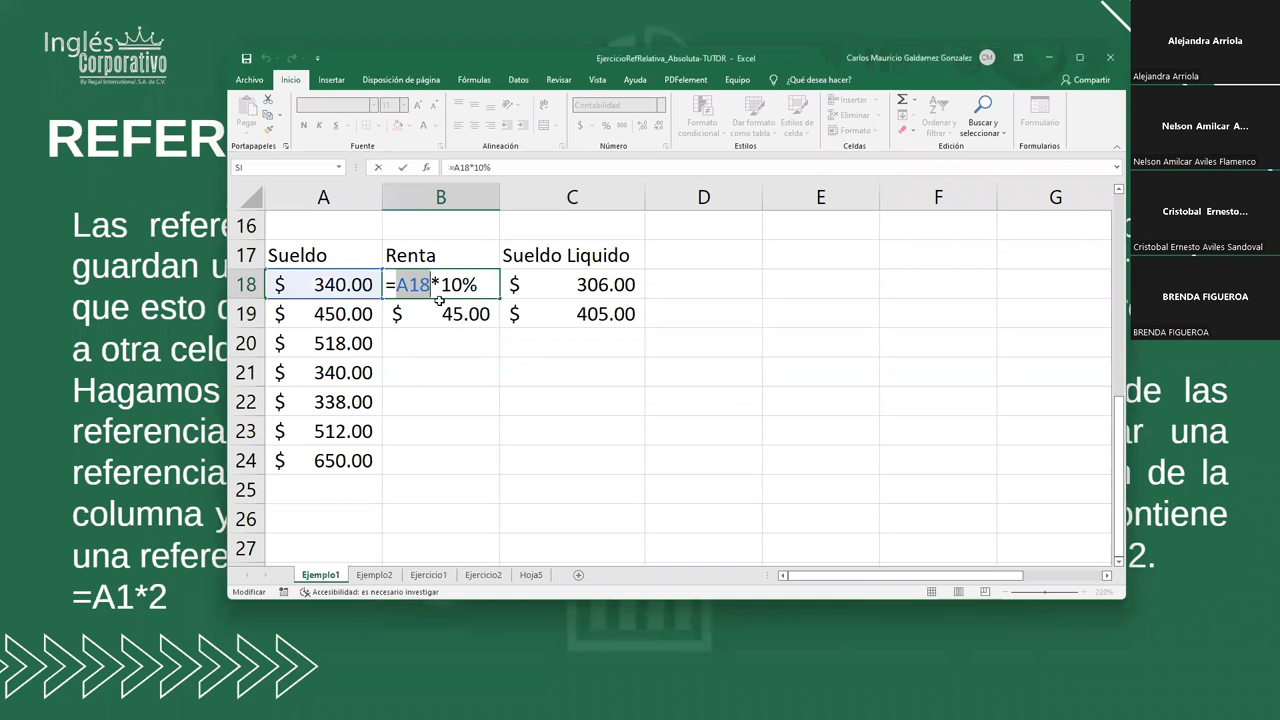 Inglés
Corporativo
By Regal International, S.A. de C.V.
REFER
Las refere
guardan u
que esto d
a otra celd
Hagamos
de las
referencia
ar una
referencia
n de la
columna y
ontiene
una refere
2.
=A1*2
EjercicioRefRelativa_Absoluta-TUTOR - Excel
Carlos Mauricio Galdamez Gonzalez
CM
Archivo Inicio Insertar Disposición de página Fórmulas Datos Revisar Vista Ayuda PDFelement Equipo ¿Qué desea hacer? Compartir
Pegar
Portapapeles
11
N K S
Fuente
Alineación
Contabilidad
$ % 000
Número
Formato condicional
Dar formato como tabla
Estilos de celda
Estilos
Insertar
Eliminar
Formato
Celdas
Ordenar y filtrar
Buscar y seleccionar
Edición
Formulario
Formularios
SI
fx
=A18*10%
A B C D E F G
16
17 Sueldo Renta Sueldo Liquido
18 $ 340.00 =A18*10% $ 306.00
19 $ 450.00 $ 45.00 $ 405.00
20 $ 518.00
21 $ 340.00
22 $ 338.00
23 $ 512.00
24 $ 650.00
25
26
27
Ejemplo1 Ejemplo2 Ejercicio1 Ejercicio2 Hoja5
Modificar Accesibilidad: es necesario investigar
220%
Alejandra Arriola
Alejandra Arriola
Nelson Amilcar A...
Nelson Amilcar Aviles Flamenco
Cristobal Ernesto...
Cristobal Ernesto Aviles Sandoval
BRENDA FIGUEROA
BRENDA FIGUEROA